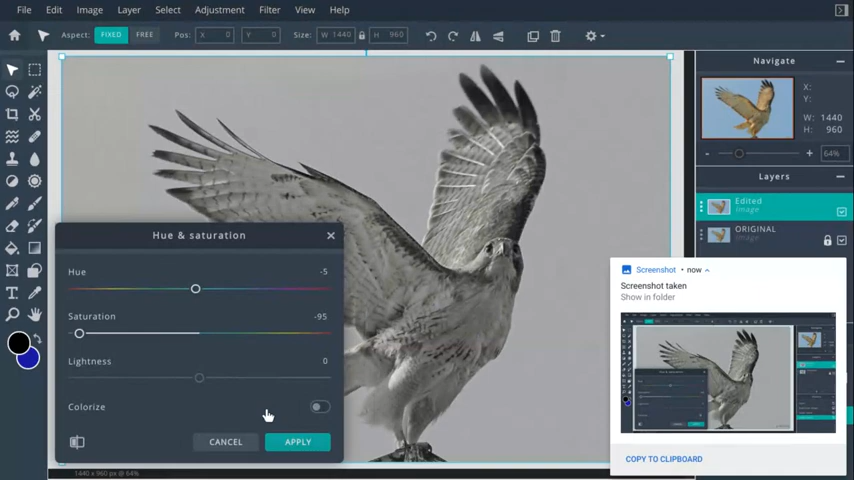 File Edit Image Layer Select Adjustment Filter View Help
Aspect: FIXED FREE Pos: X 0 Y 0 Size: W 1440 H 960
Navigate
X:
Y:
W: 1440
H: 960
- + 64%
Layers
Edited
Image
ORIGINAL
Image
Hue & saturation
Hue -5
Saturation -95
Lightness 0
Colorize
CANCEL APPLY
Screenshot • now
Screenshot taken
Show in folder
COPY TO CLIPBOARD
1440 x 960 px @ 64%